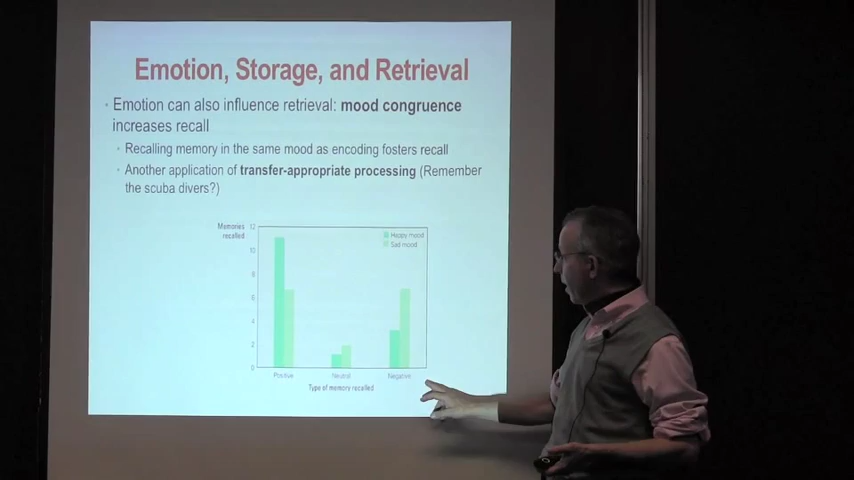 Emotion, Storage, and Retrieval
• Emotion can also influence retrieval: mood congruence
increases recall
• Recalling memory in the same mood as encoding fosters recall
• Another application of transfer-appropriate processing (Remember
the scuba divers?)
Memories
recalled
12
10
8
6
4
2
0
Happy mood
Sad mood
Positive Neutral Negative
Type of memory recalled